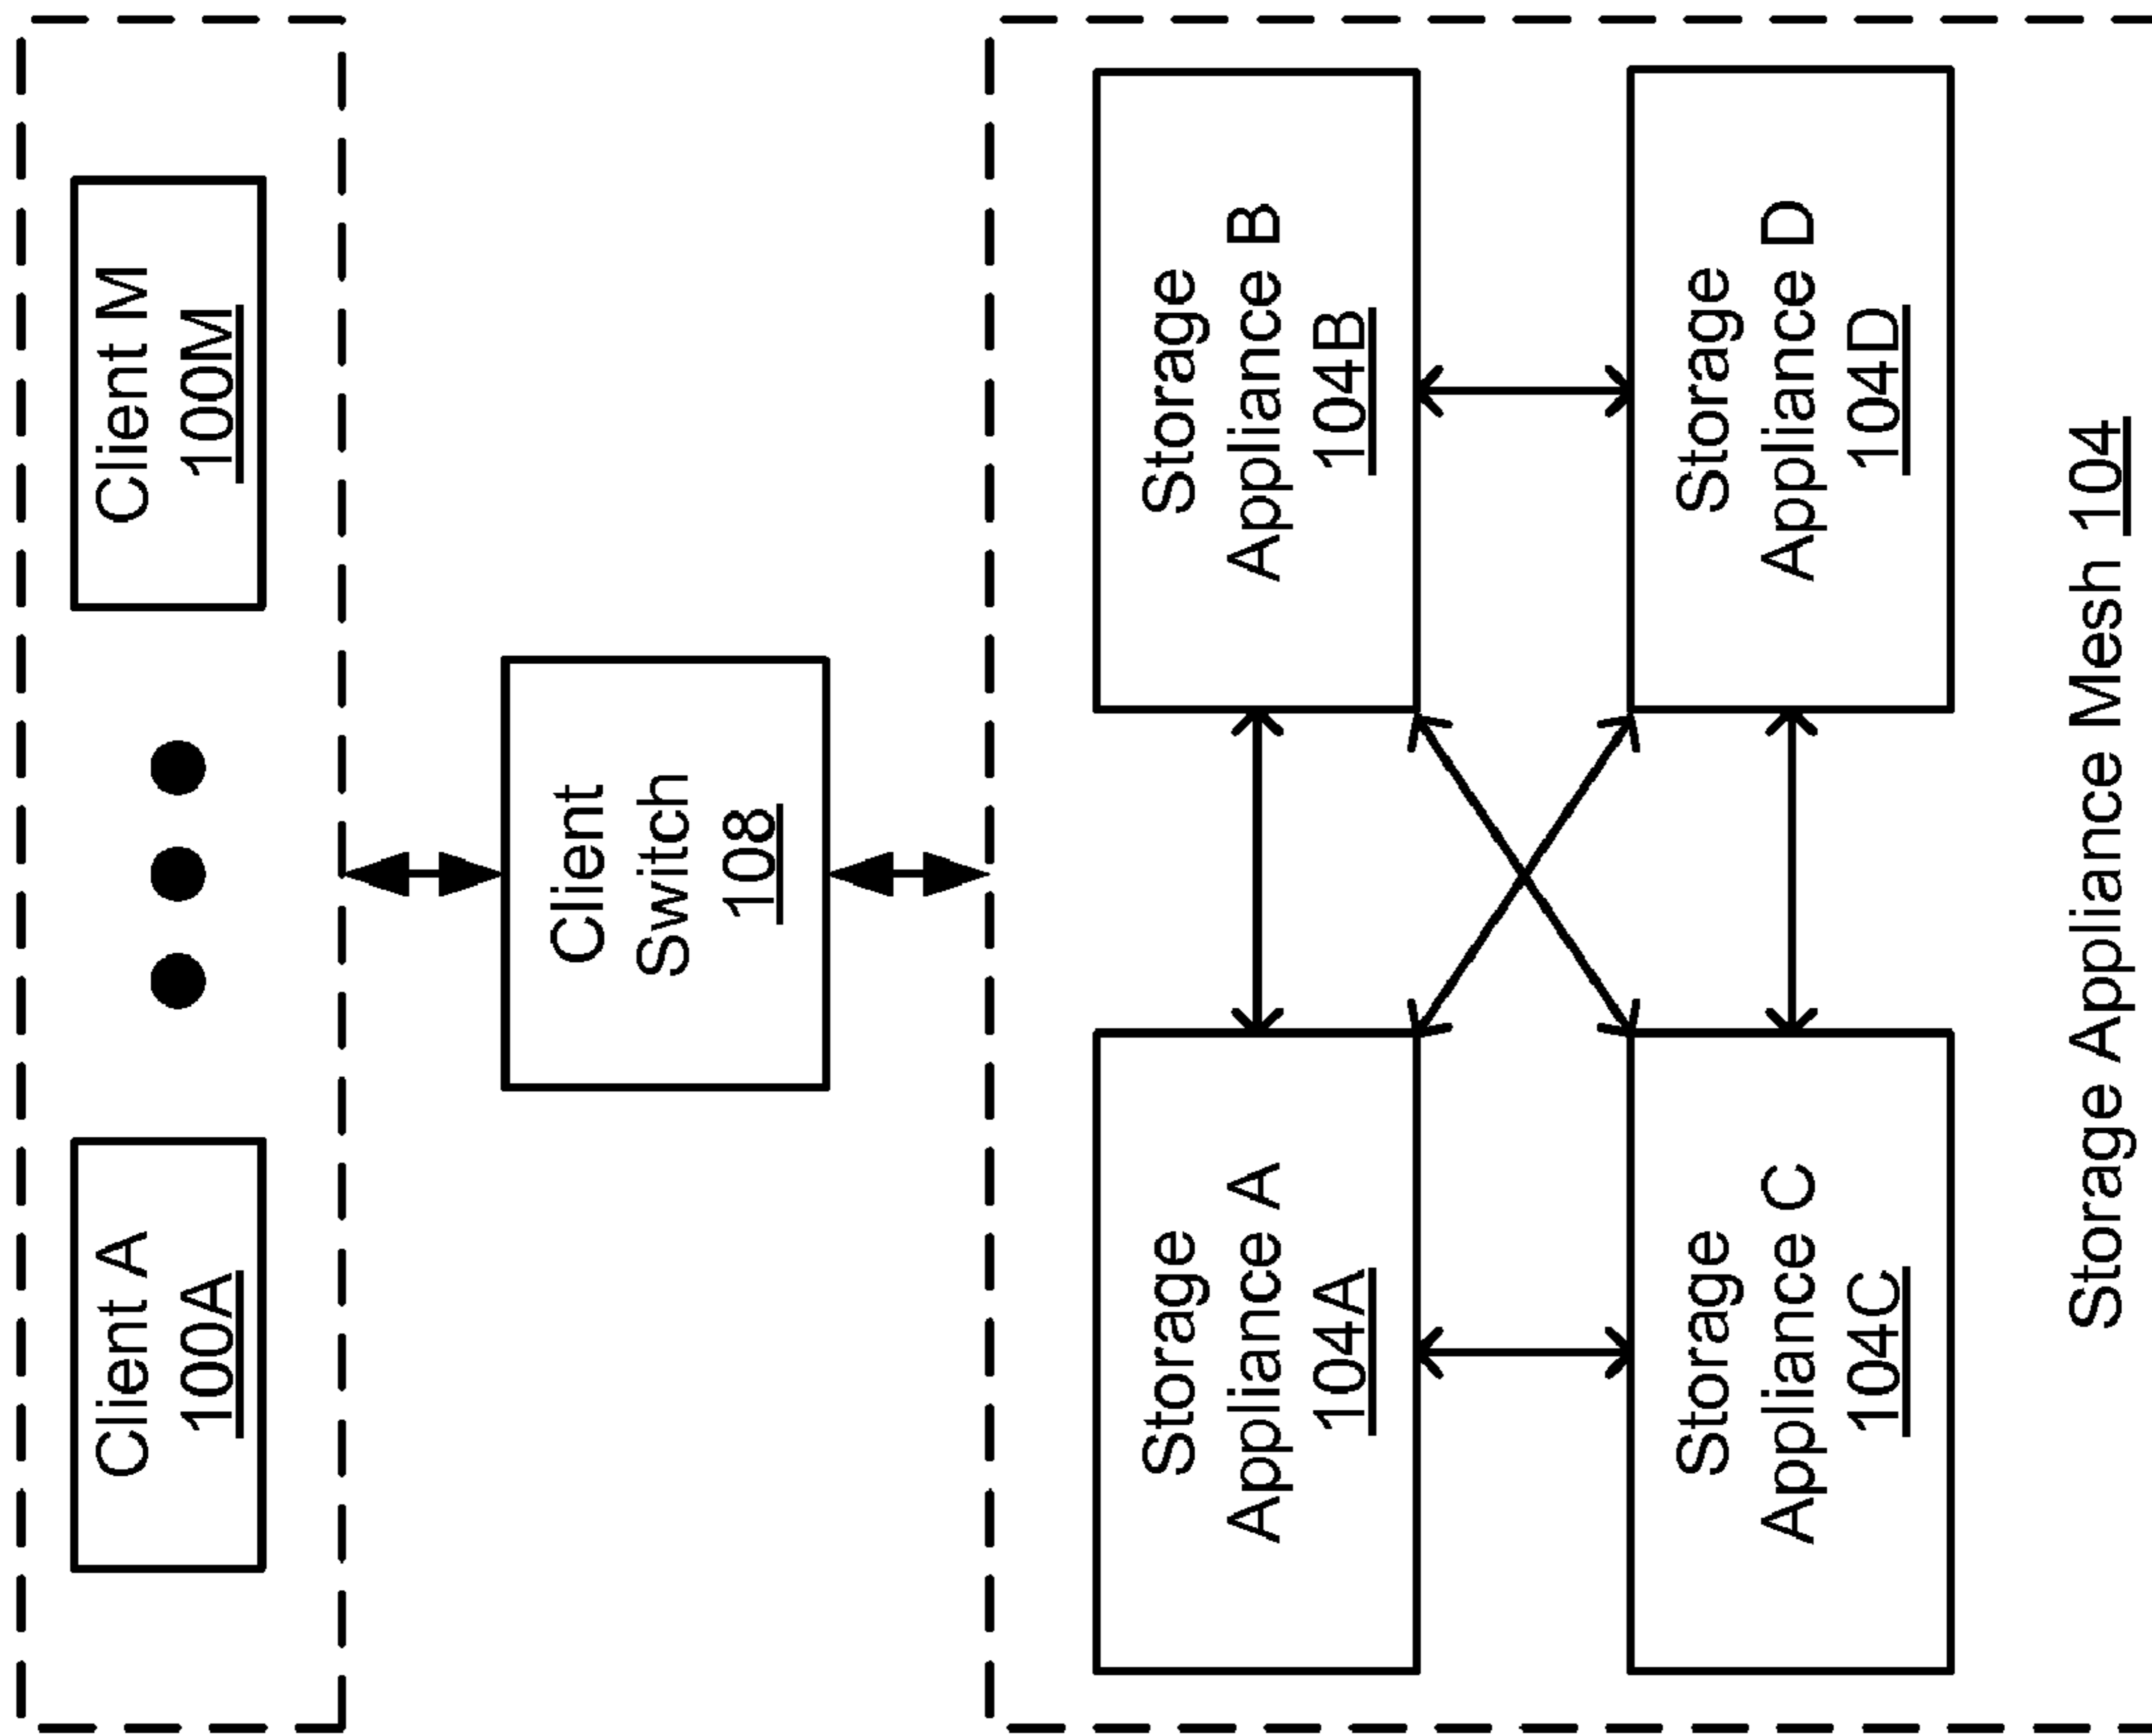 Client A
100A
Client M
100M
Client
Switch
108
Storage
Appliance A
104A
Storage
Appliance B
104B
Storage
Appliance C
104C
Storage
Appliance D
104D
Storage Appliance Mesh 104